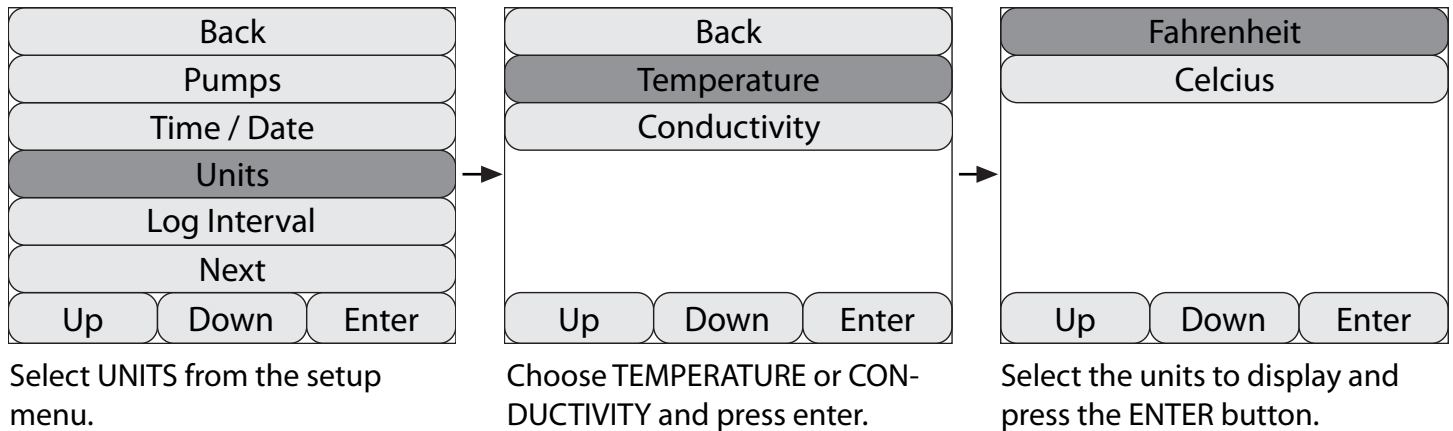 Back
Pumps
Time / Date
Units
Log Interval
Next
Up Down Enter
Select UNITS from the setup
menu.
Back
Temperature
Conductivity
Up Down Enter
Choose TEMPERATURE or CON-
DUCTIVITY and press enter.
Fahrenheit
Celcius
Up Down Enter
Select the units to display and
press the ENTER button.